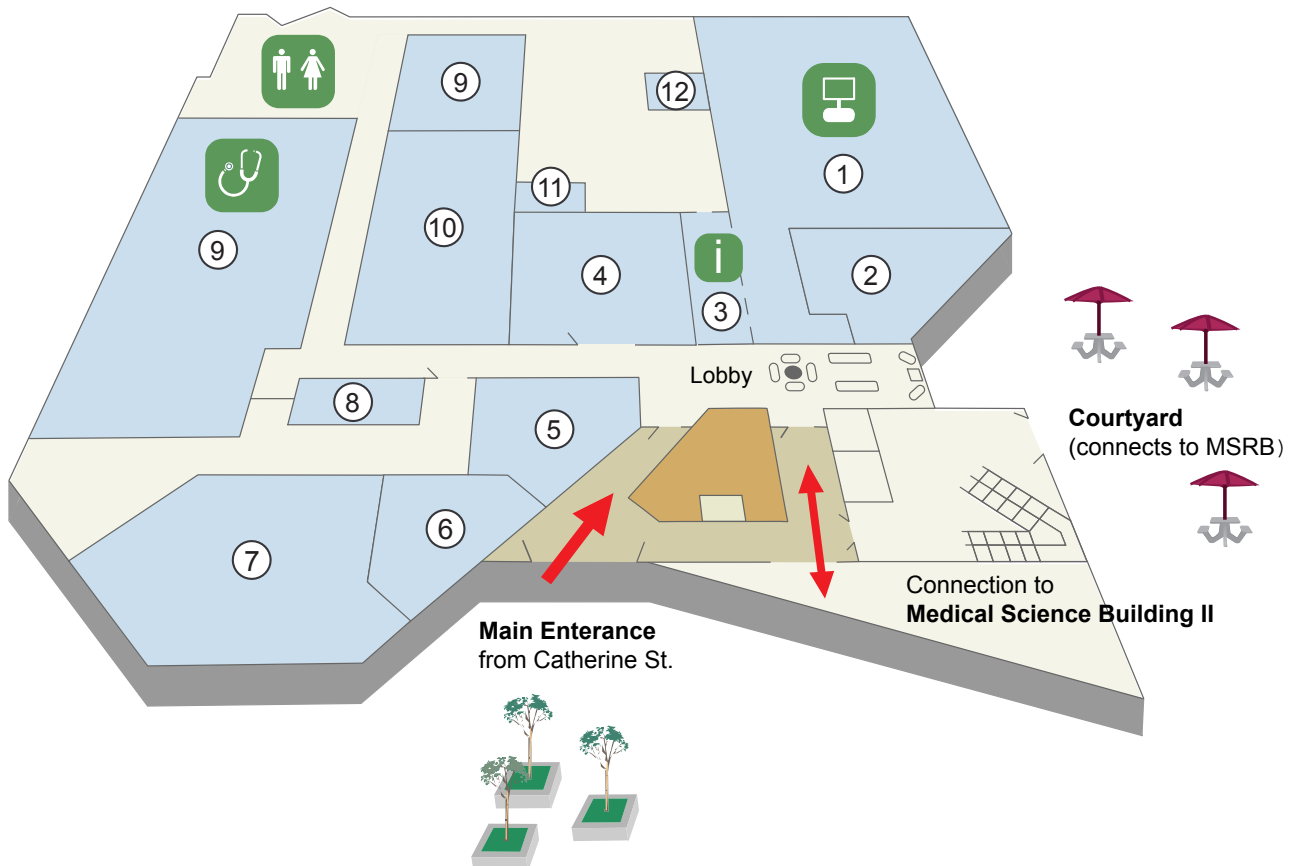 9
12
1
11
10
9
4
i
3
2
Lobby
8
5
Courtyard
(connects to MSRB)
6
7
Connection to
Medical Science Building II
Main Enterance
from Catherine St.